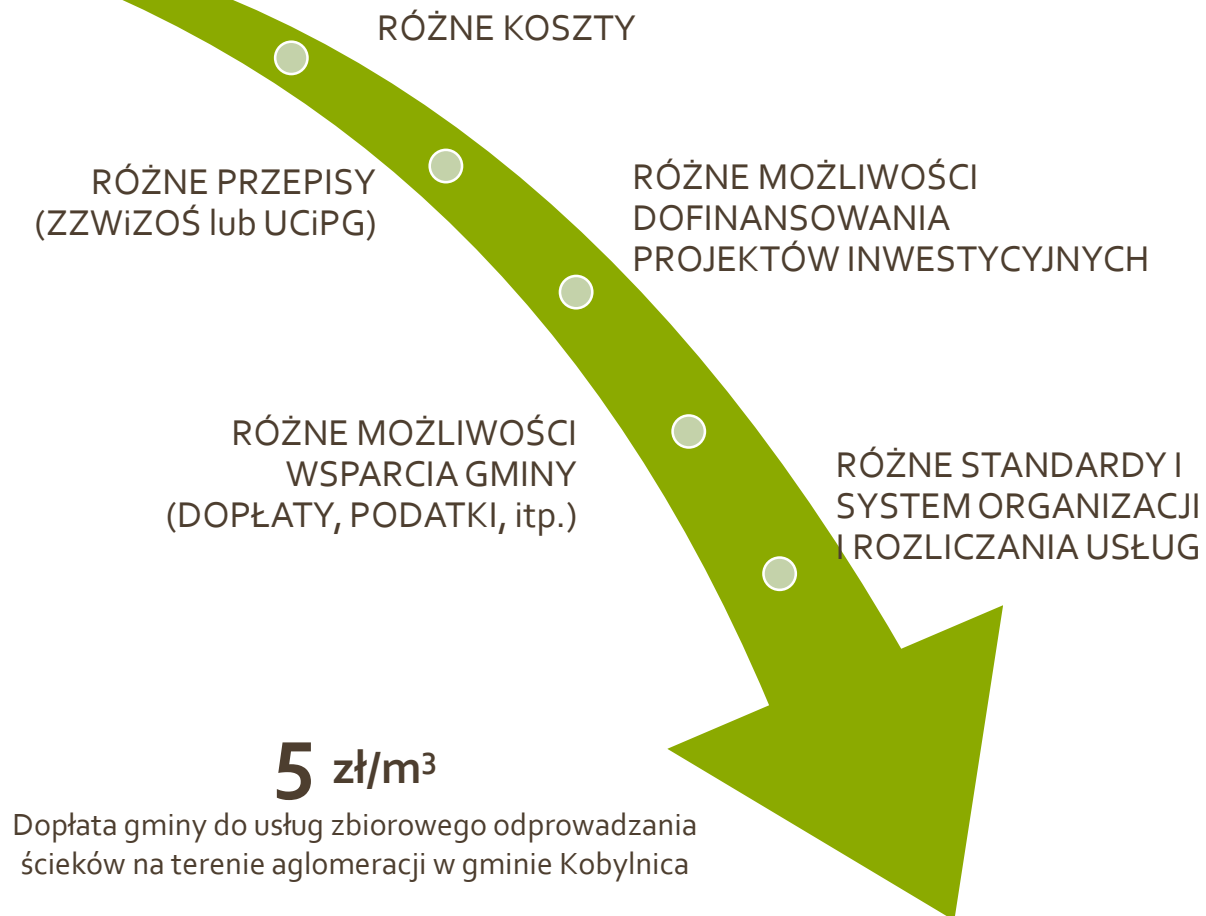 RÓŻNE KOSZTY
RÓŻNE PRZEPISY
(ZZWiZOŚ lub UCiPG)
RÓŻNE MOŻLIWOŚCI
DOFINANSOWANIA
PROJEKTÓW INWESTYCYJNYCH
RÓŻNE MOŻLIWOŚCI
WSPARCIA GMINY
(DOPŁATY, PODATKI, itp.)
RÓŻNE STANDARDY I
SYSTEM ORGANIZACJI
I ROZLICZANIA USŁUG
5 zł/m³
Dopłata gminy do usług zbiorowego odprowadzania
ścieków na terenie aglomeracji w gminie Kobylnica